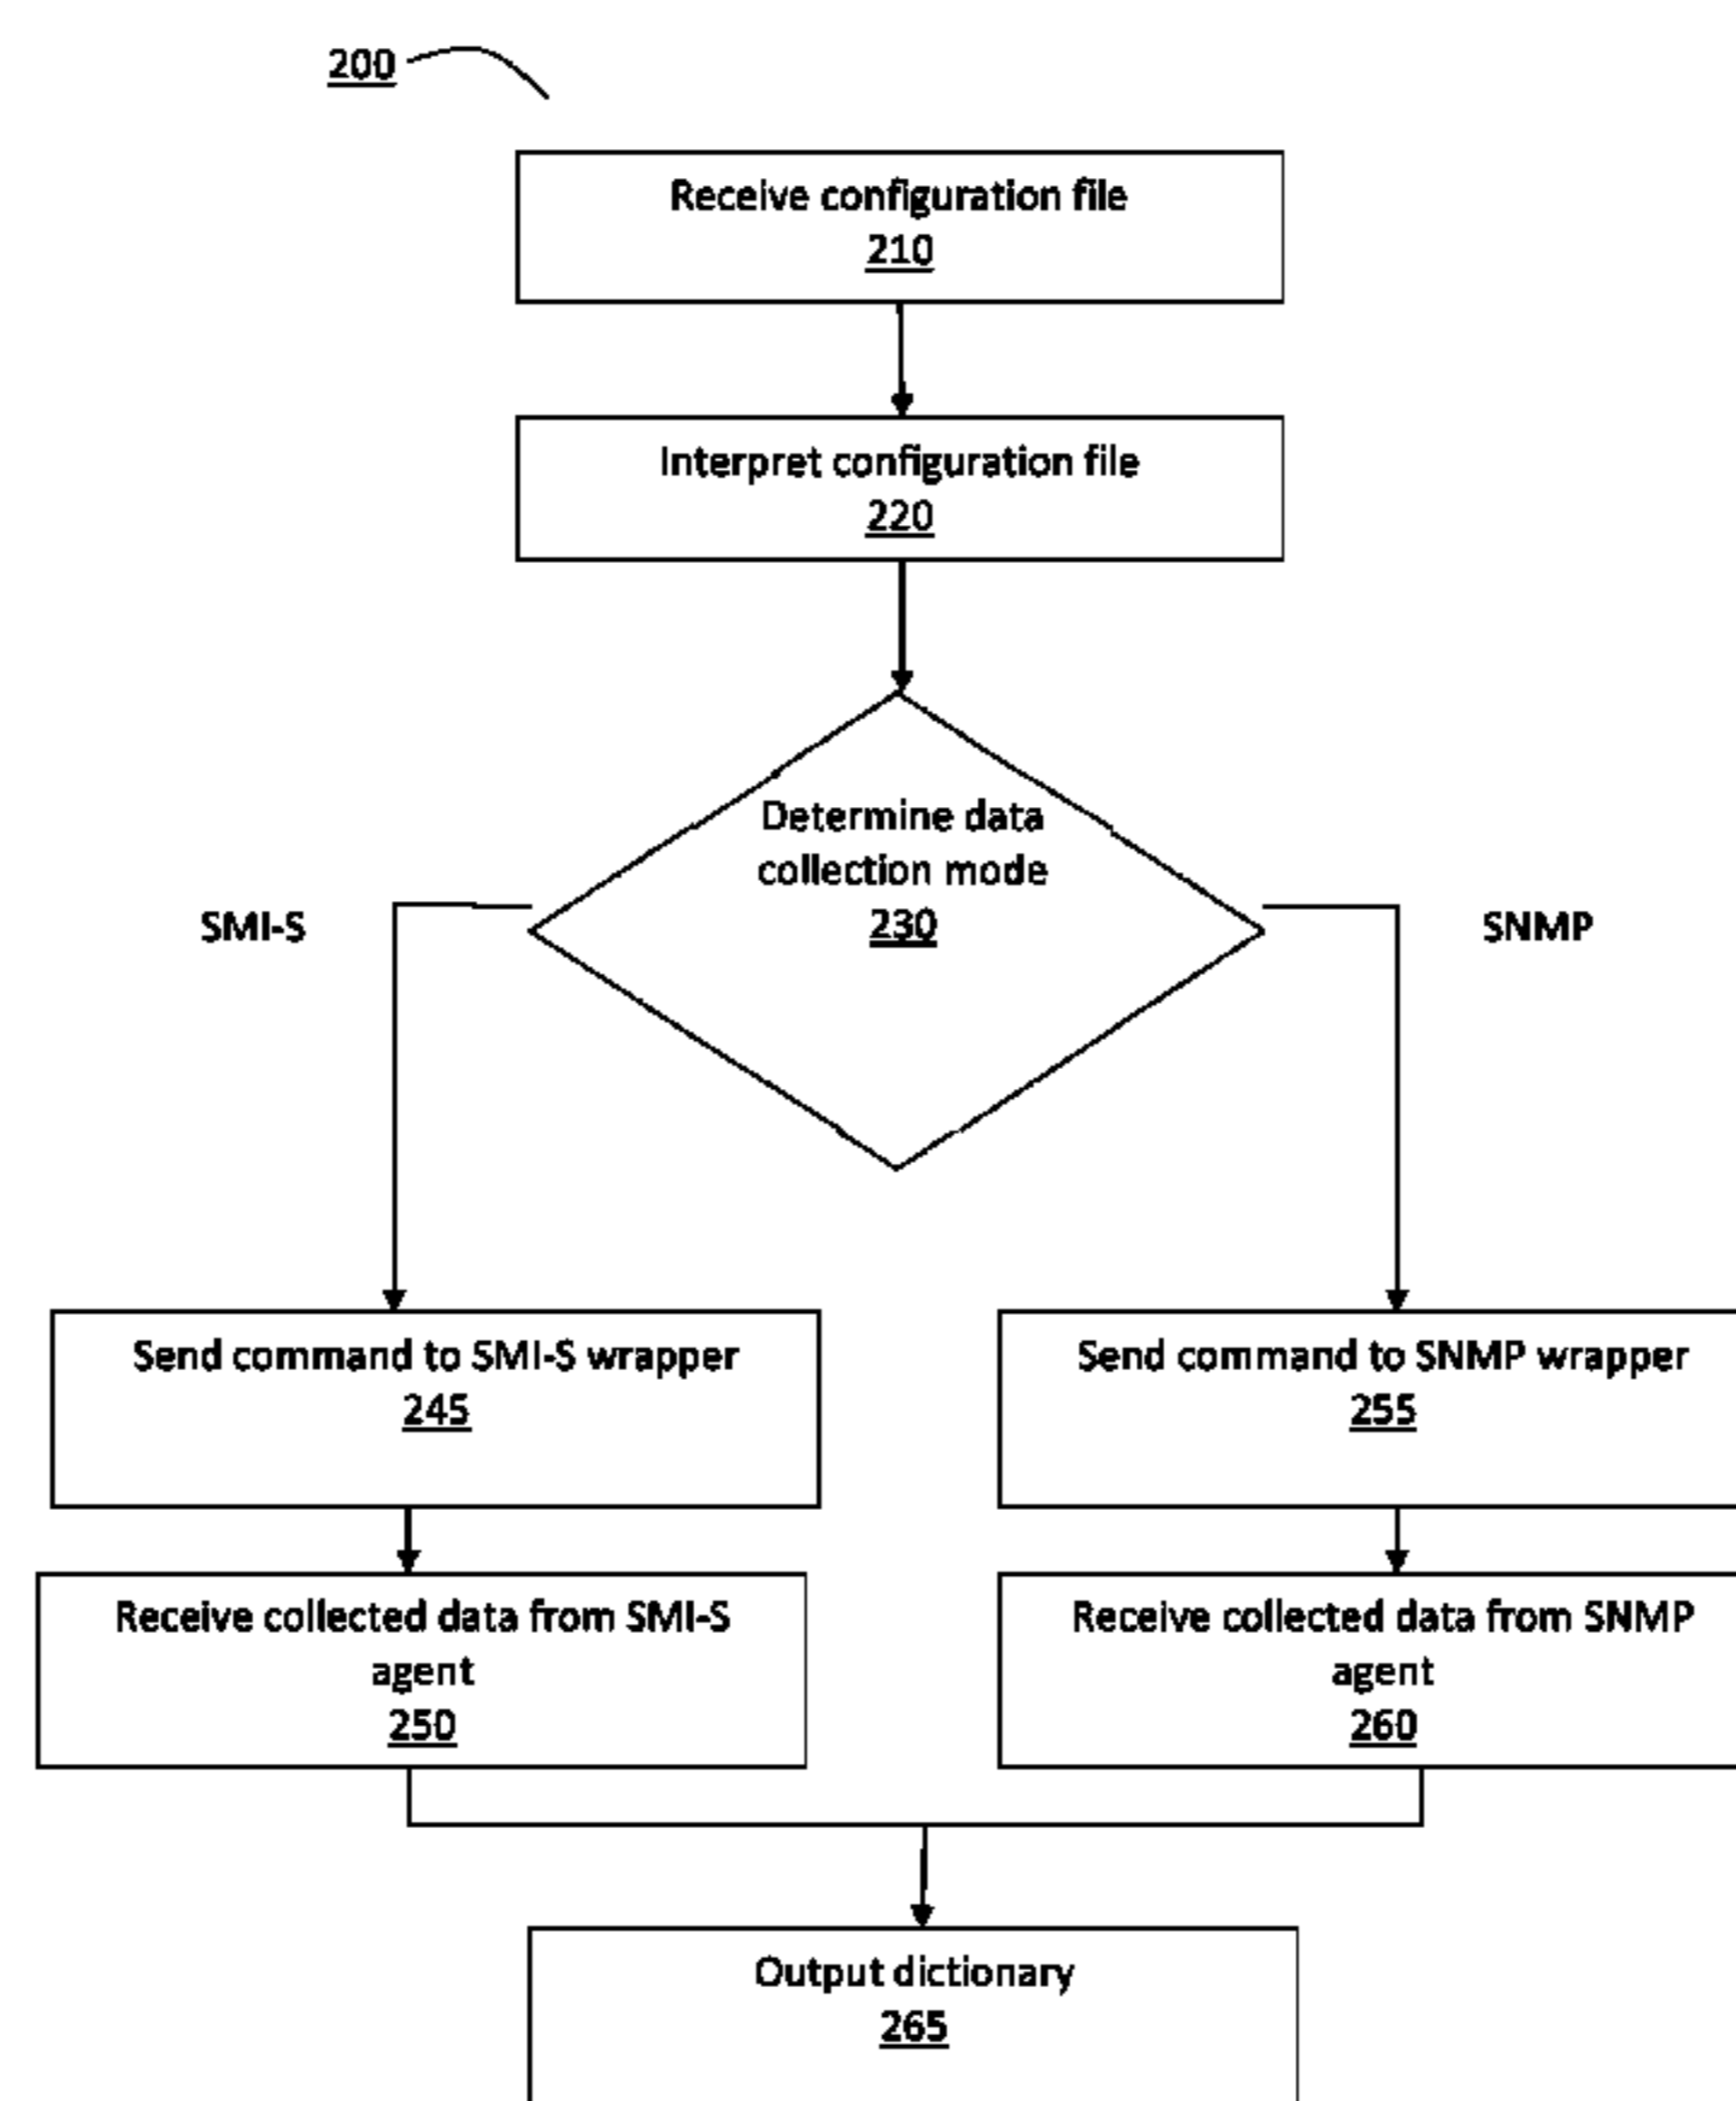 200
Receive configuration file
210
Interpret configuration file
220
Determine data
collection mode
230
SMI-S
SNMP
Send command to SMI-S wrapper
245
Send command to SNMP wrapper
255
Receive collected data from SMI-S
agent
250
Receive collected data from SNMP
agent
260
Output dictionary
265